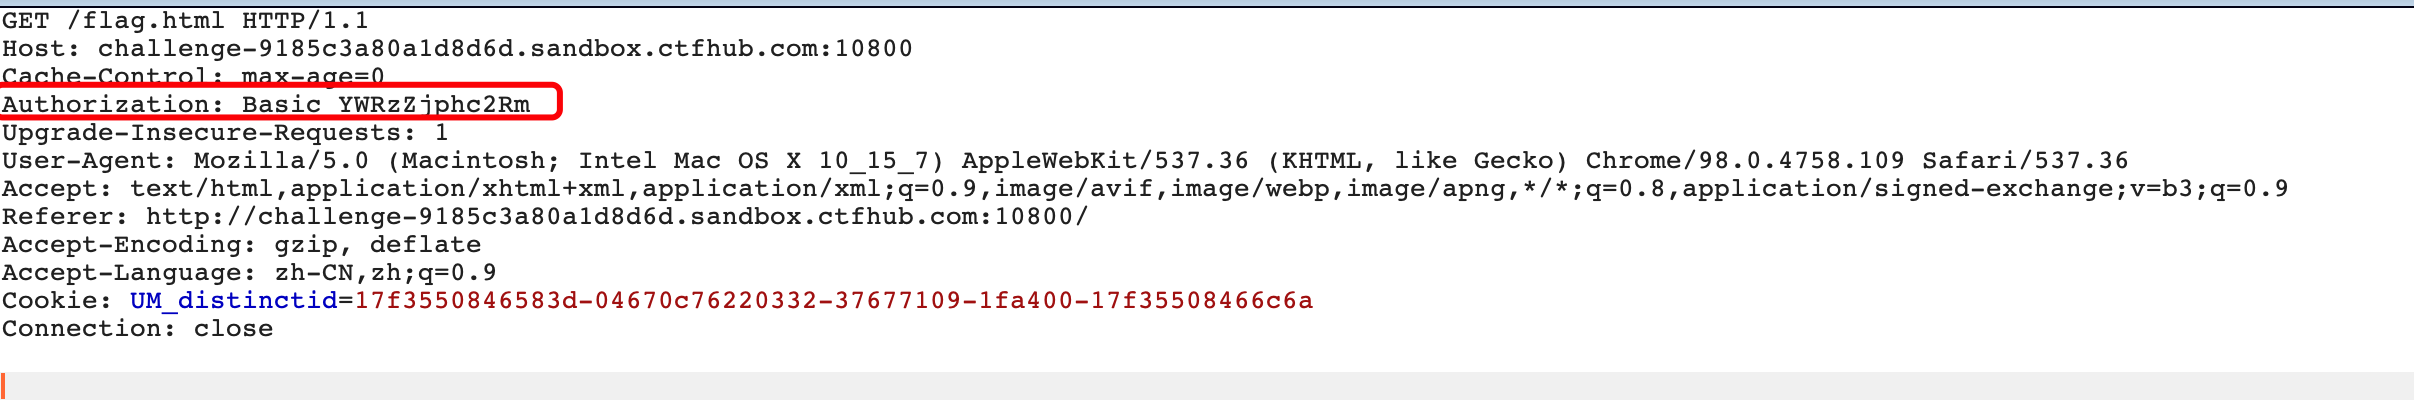 GET /flag.html HTTP/1.1
Host: challenge-9185c3a80a1d8d6d.sandbox.ctfhub.com:10800
Cache-Control: max-age=0
Authorization: Basic YWRzZjphc2Rm
Upgrade-Insecure-Requests: 1
User-Agent: Mozilla/5.0 (Macintosh; Intel Mac OS X 10_15_7) AppleWebKit/537.36 (KHTML, like Gecko) Chrome/98.0.4758.109 Safari/537.36
Accept: text/html,application/xhtml+xml,application/xml;q=0.9,image/avif,image/webp,image/apng,*/*;q=0.8,application/signed-exchange;v=b3;q=0.9
Referer: http://challenge-9185c3a80a1d8d6d.sandbox.ctfhub.com:10800/
Accept-Encoding: gzip, deflate
Accept-Language: zh-CN,zh;q=0.9
Cookie: UM_distinctid=17f3550846583d-04670c76220332-37677109-1fa400-17f35508466c6a
Connection: close